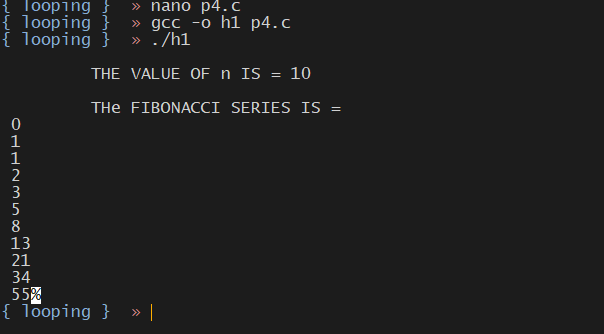 { looping }  » nano p4.c
{ looping }  » gcc -o h1 p4.c
{ looping }  » ./h1
THE VALUE OF n IS = 10
THe FIBONACCI SERIES IS =
0
1
1
2
3
5
8
13
21
34
55%
{ looping }  »